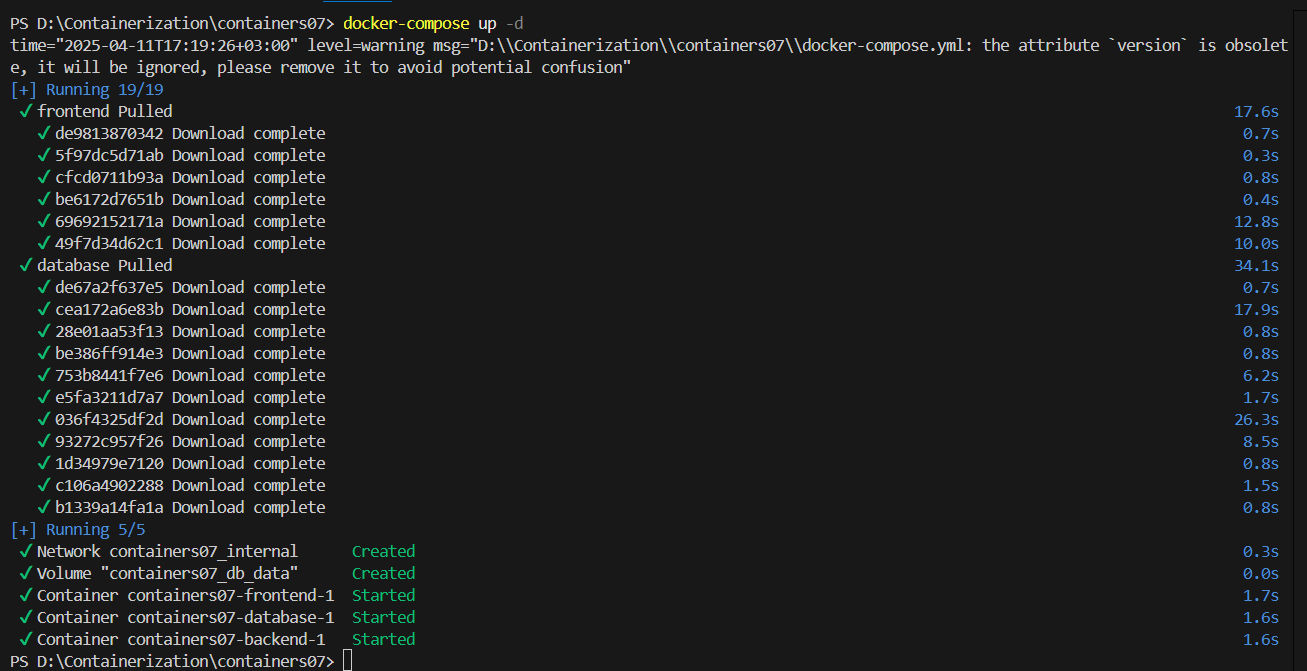 PS D:\Containerization\containers07> docker-compose up -d
time="2025-04-11T17:19:26+03:00" level=warning msg="D:\\Containerization\\containers07\\docker-compose.yml: the attribute `version` is obsolet
e, it will be ignored, please remove it to avoid potential confusion"
[+] Running 19/19
✔ frontend Pulled 17.6s
✔ de9813870342 Download complete 0.7s
✔ 5f97dc5d71ab Download complete 0.3s
✔ cfcd0711b93a Download complete 0.8s
✔ be6172d7651b Download complete 0.4s
✔ 69692152171a Download complete 12.8s
✔ 49f7d34d62c1 Download complete 10.0s
✔ database Pulled 34.1s
✔ de67a2f637e5 Download complete 0.7s
✔ cea172a6e83b Download complete 17.9s
✔ 28e01aa53f13 Download complete 0.8s
✔ be386ff914e3 Download complete 0.8s
✔ 753b8441f7e6 Download complete 6.2s
✔ e5fa3211d7a7 Download complete 1.7s
✔ 036f4325df2d Download complete 26.3s
✔ 93272c957f26 Download complete 8.5s
✔ 1d34979e7120 Download complete 0.8s
✔ c106a4902288 Download complete 1.5s
✔ b1339a14fa1a Download complete 0.8s
[+] Running 5/5
✔ Network containers07_internal Created 0.3s
✔ Volume "containers07_db_data" Created 0.0s
✔ Container containers07-frontend-1 Started 1.7s
✔ Container containers07-database-1 Started 1.6s
✔ Container containers07-backend-1 Started 1.6s
PS D:\Containerization\containers07>